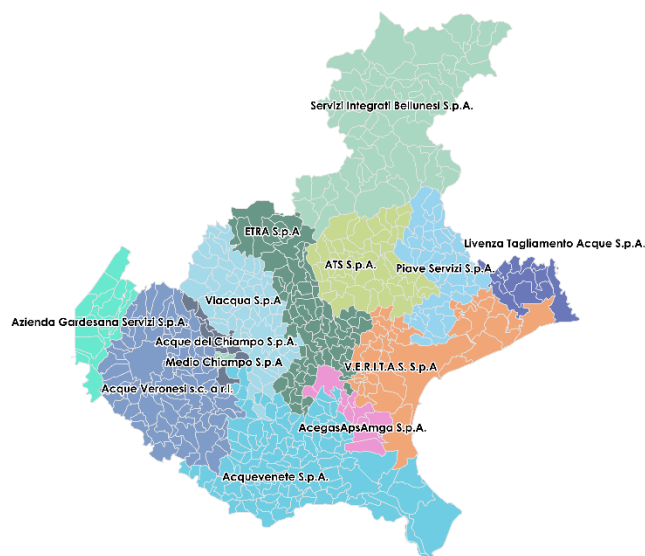 Servizi Integrati Bellunesi S.p.A.
ETRA S.p.A
Livenza Tagliamento Acque S.p.A.
ATS S.p.A.
Piave Servizi S.p.A.
Viacqua S.p.A
Azienda Gardesana Servizi S.p.A.
Acque del Chiampo S.p.A.
Medio Chiampo S.p.A
V.E.R.I.T.A.S. S.p.A
Acque Veronesi s.c. a r.l.
AcegasApsAmga S.p.A.
Acquevenete S.p.A.